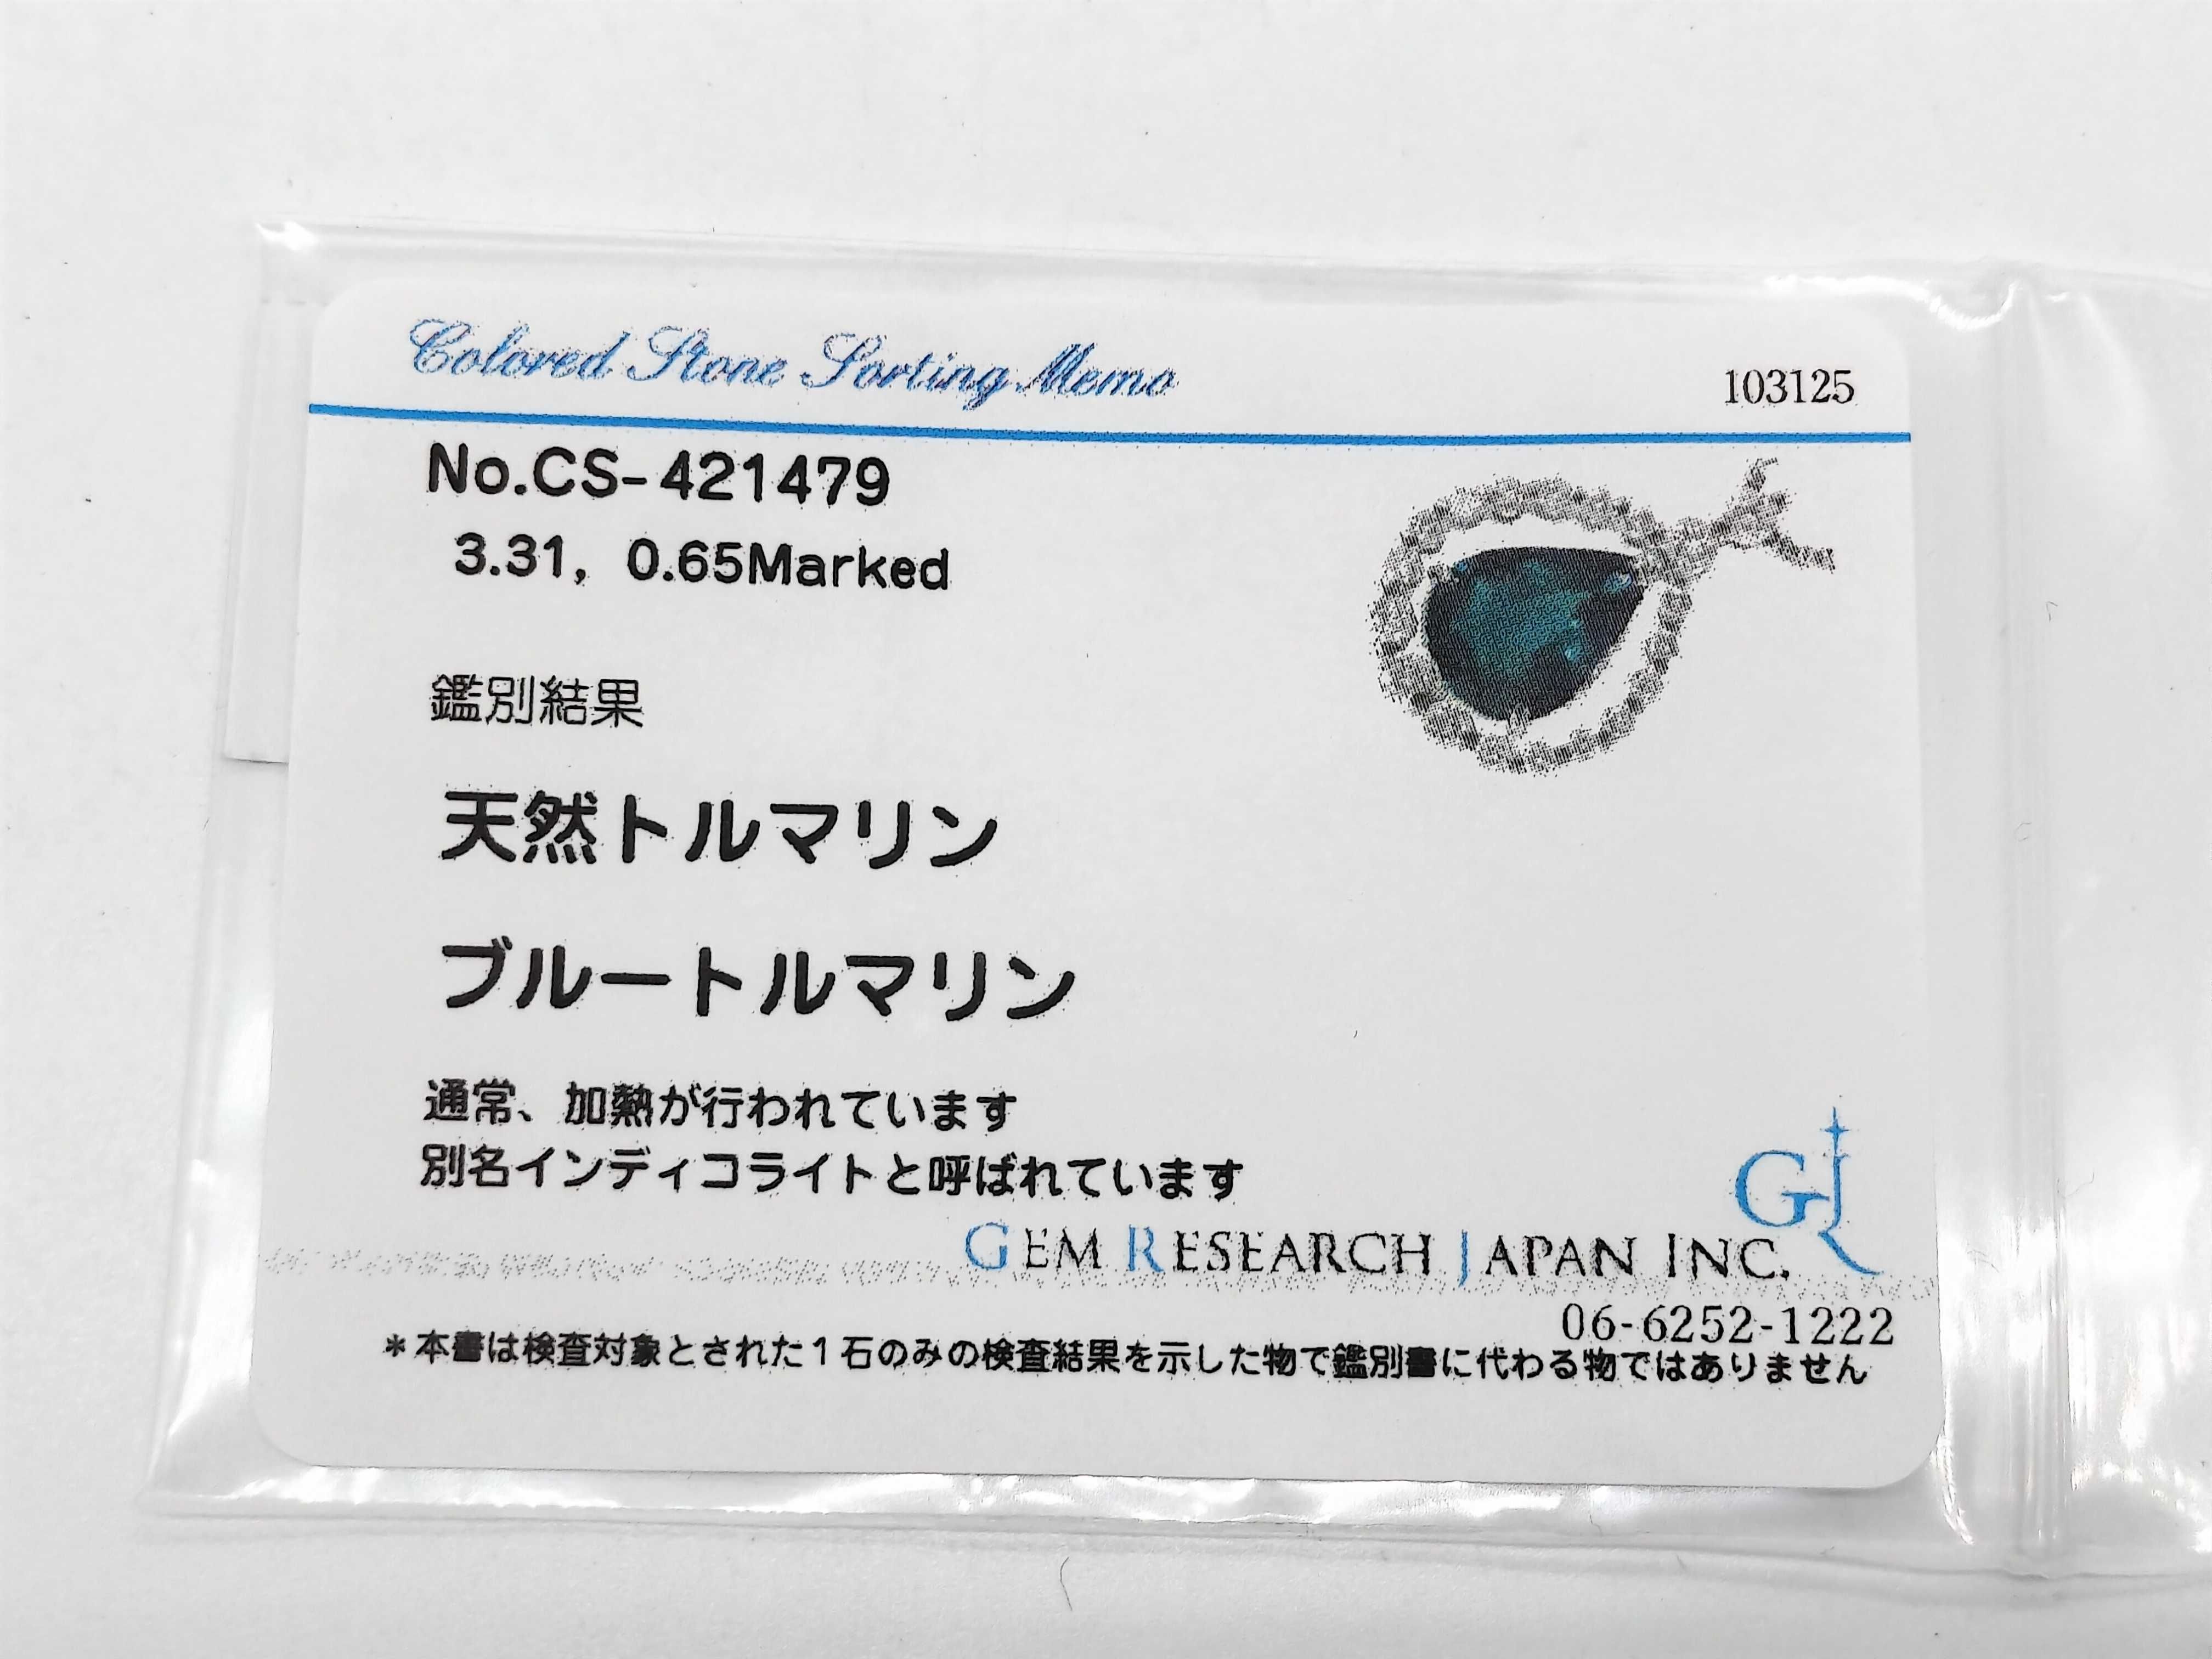 Colored Stone Sorting Memo
103125
No.CS-421479
3.31, 0.65Marked
鑑別結果
天然トルマリン
ブルートルマリン
通常、加熱が行われています
別名インディコライトと呼ばれています
GEM RESEARCH JAPAN INC.
06-6252-1222
*本書は検査対象とされた1石のみの検査結果を示した物で鑑別書に代わる物ではありません